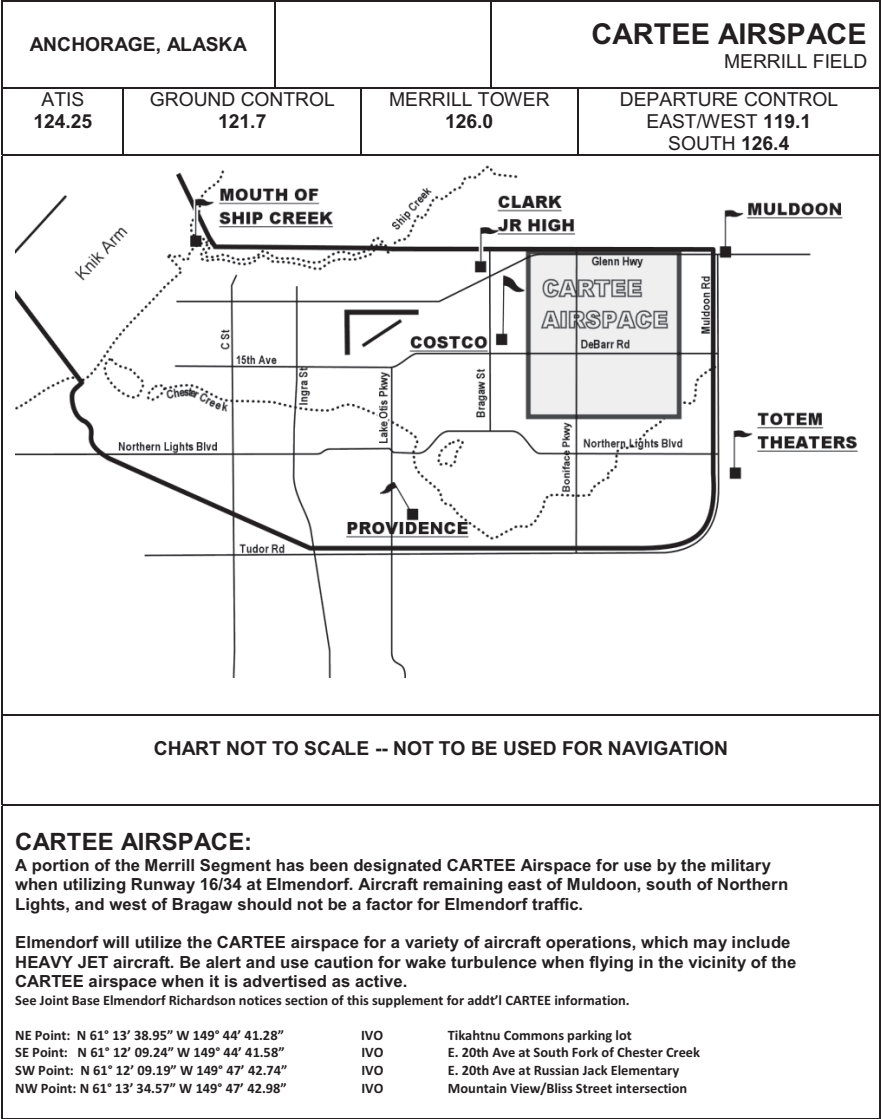 ANCHORAGE, ALASKA
CARTEE AIRSPACE
MERRILL FIELD
ATIS
124.25
GROUND CONTROL
121.7
MERRILL TOWER
126.0
DEPARTURE CONTROL
EAST/WEST 119.1
SOUTH 126.4
MOUTH OF
SHIP CREEK
Ship Creek
CLARK
JR HIGH
MULDOON
Knik Arm
Glenn Hwy
CARTEE
AIRSPACE
Muldoon Rd
C St
COSTCO
DeBarr Rd
15th Ave
Ingra St
Lake Otis Pkwy
Bragaw St
Chester Creek
TOTEM
THEATERS
Northern Lights Blvd
Boniface Pkwy
Northern Lights Blvd
PROVIDENCE
Tudor Rd
CHART NOT TO SCALE -- NOT TO BE USED FOR NAVIGATION
CARTEE AIRSPACE:
A portion of the Merrill Segment has been designated CARTEE Airspace for use by the military
when utilizing Runway 16/34 at Elmendorf. Aircraft remaining east of Muldoon, south of Northern
Lights, and west of Bragaw should not be a factor for Elmendorf traffic.
Elmendorf will utilize the CARTEE airspace for a variety of aircraft operations, which may include
HEAVY JET aircraft. Be alert and use caution for wake turbulence when flying in the vicinity of the
CARTEE airspace when it is advertised as active.
See Joint Base Elmendorf Richardson notices section of this supplement for addt’l CARTEE information.
NE Point: N 61° 13’ 38.95” W 149° 44’ 41.28” IVO Tikahtnu Commons parking lot
SE Point: N 61° 12’ 09.24” W 149° 44’ 41.58” IVO E. 20th Ave at South Fork of Chester Creek
SW Point: N 61° 12’ 09.19” W 149° 47’ 42.74” IVO E. 20th Ave at Russian Jack Elementary
NW Point: N 61° 13’ 34.57” W 149° 47’ 42.98” IVO Mountain View/Bliss Street intersection